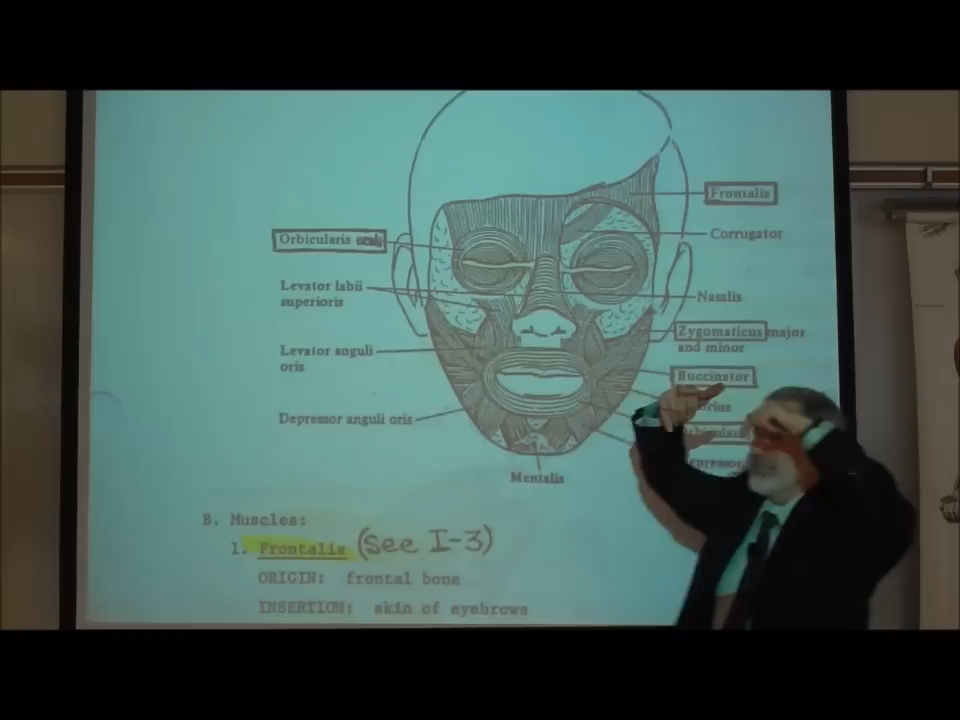 Frontalis
Corrugator
Orbicularis oculi
Levator labii
superioris
Nasalis
Zygomaticus major
and minor
Levator anguli
oris
Buccinator
Depressor anguli oris
Mentalis
B. Muscles:
1. Frontalis (see I-3)
ORIGIN: frontal bone
INSERTION: skin of eyebrows